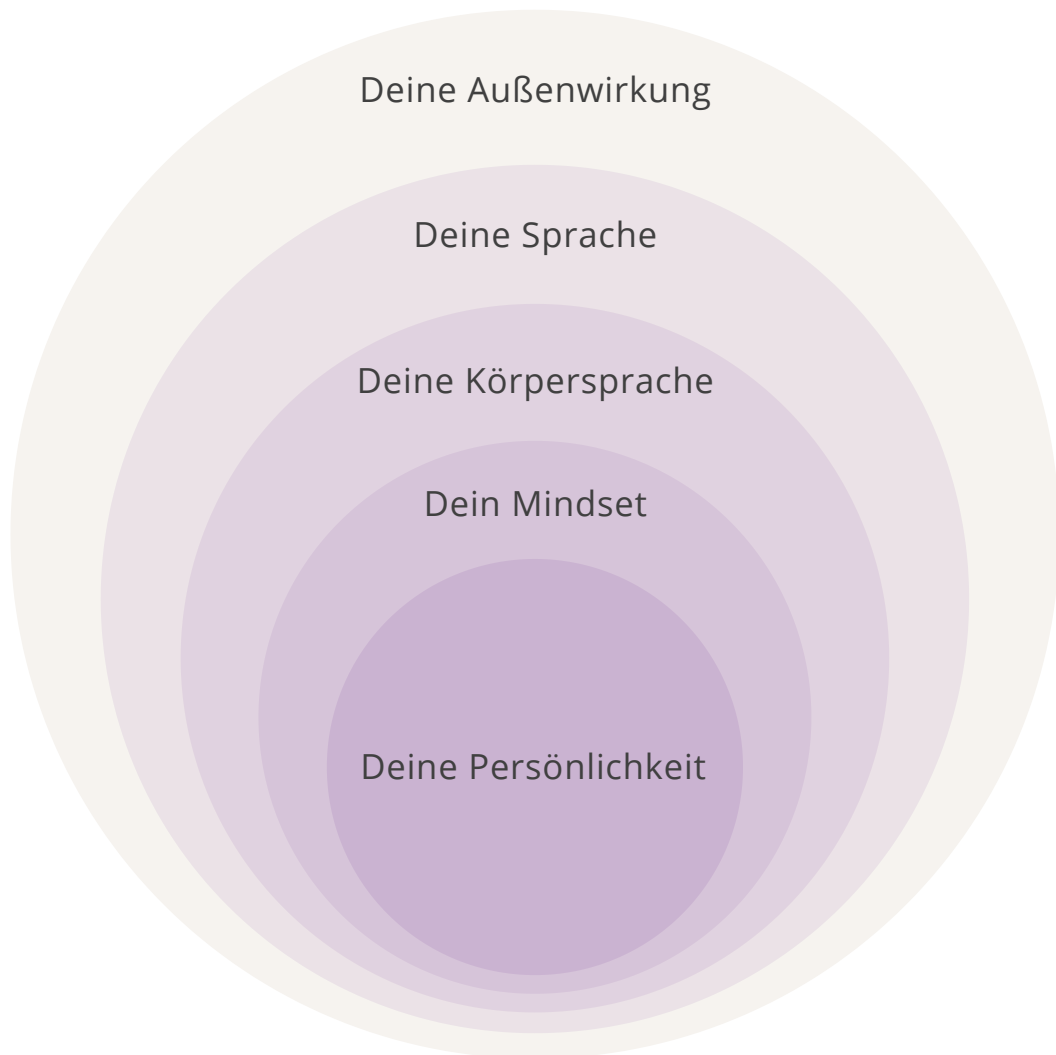 Deine Außenwirkung
Deine Sprache
Deine Körpersprache
Dein Mindset
Deine Persönlichkeit